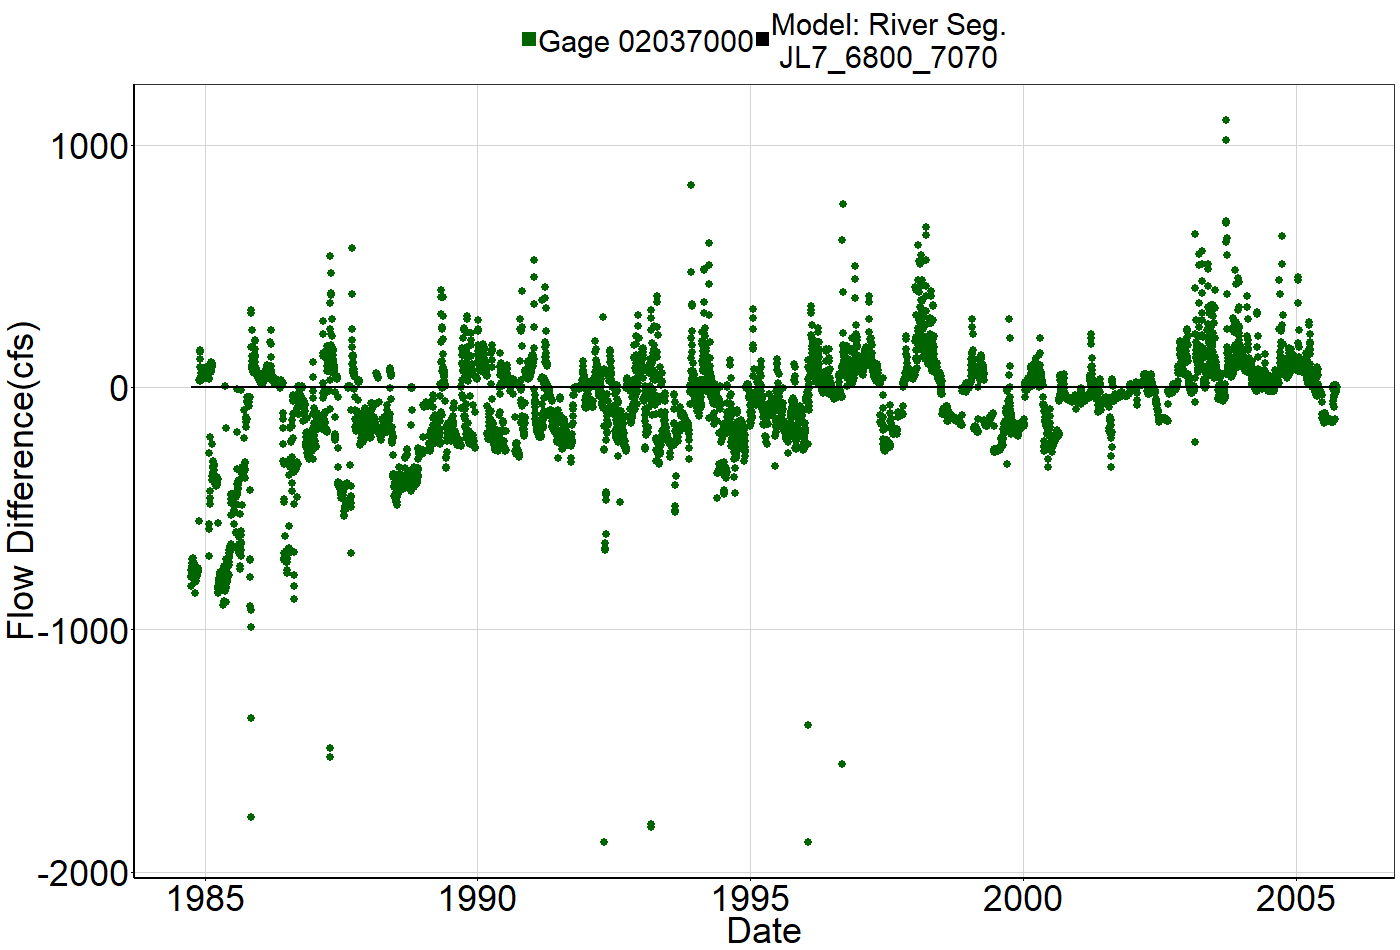 Gage 02037000
Model: River Seg.
JL7_6800_7070
Flow Difference(cfs)
1000
0
-1000
-2000
1985 1990 1995 2000 2005
Date